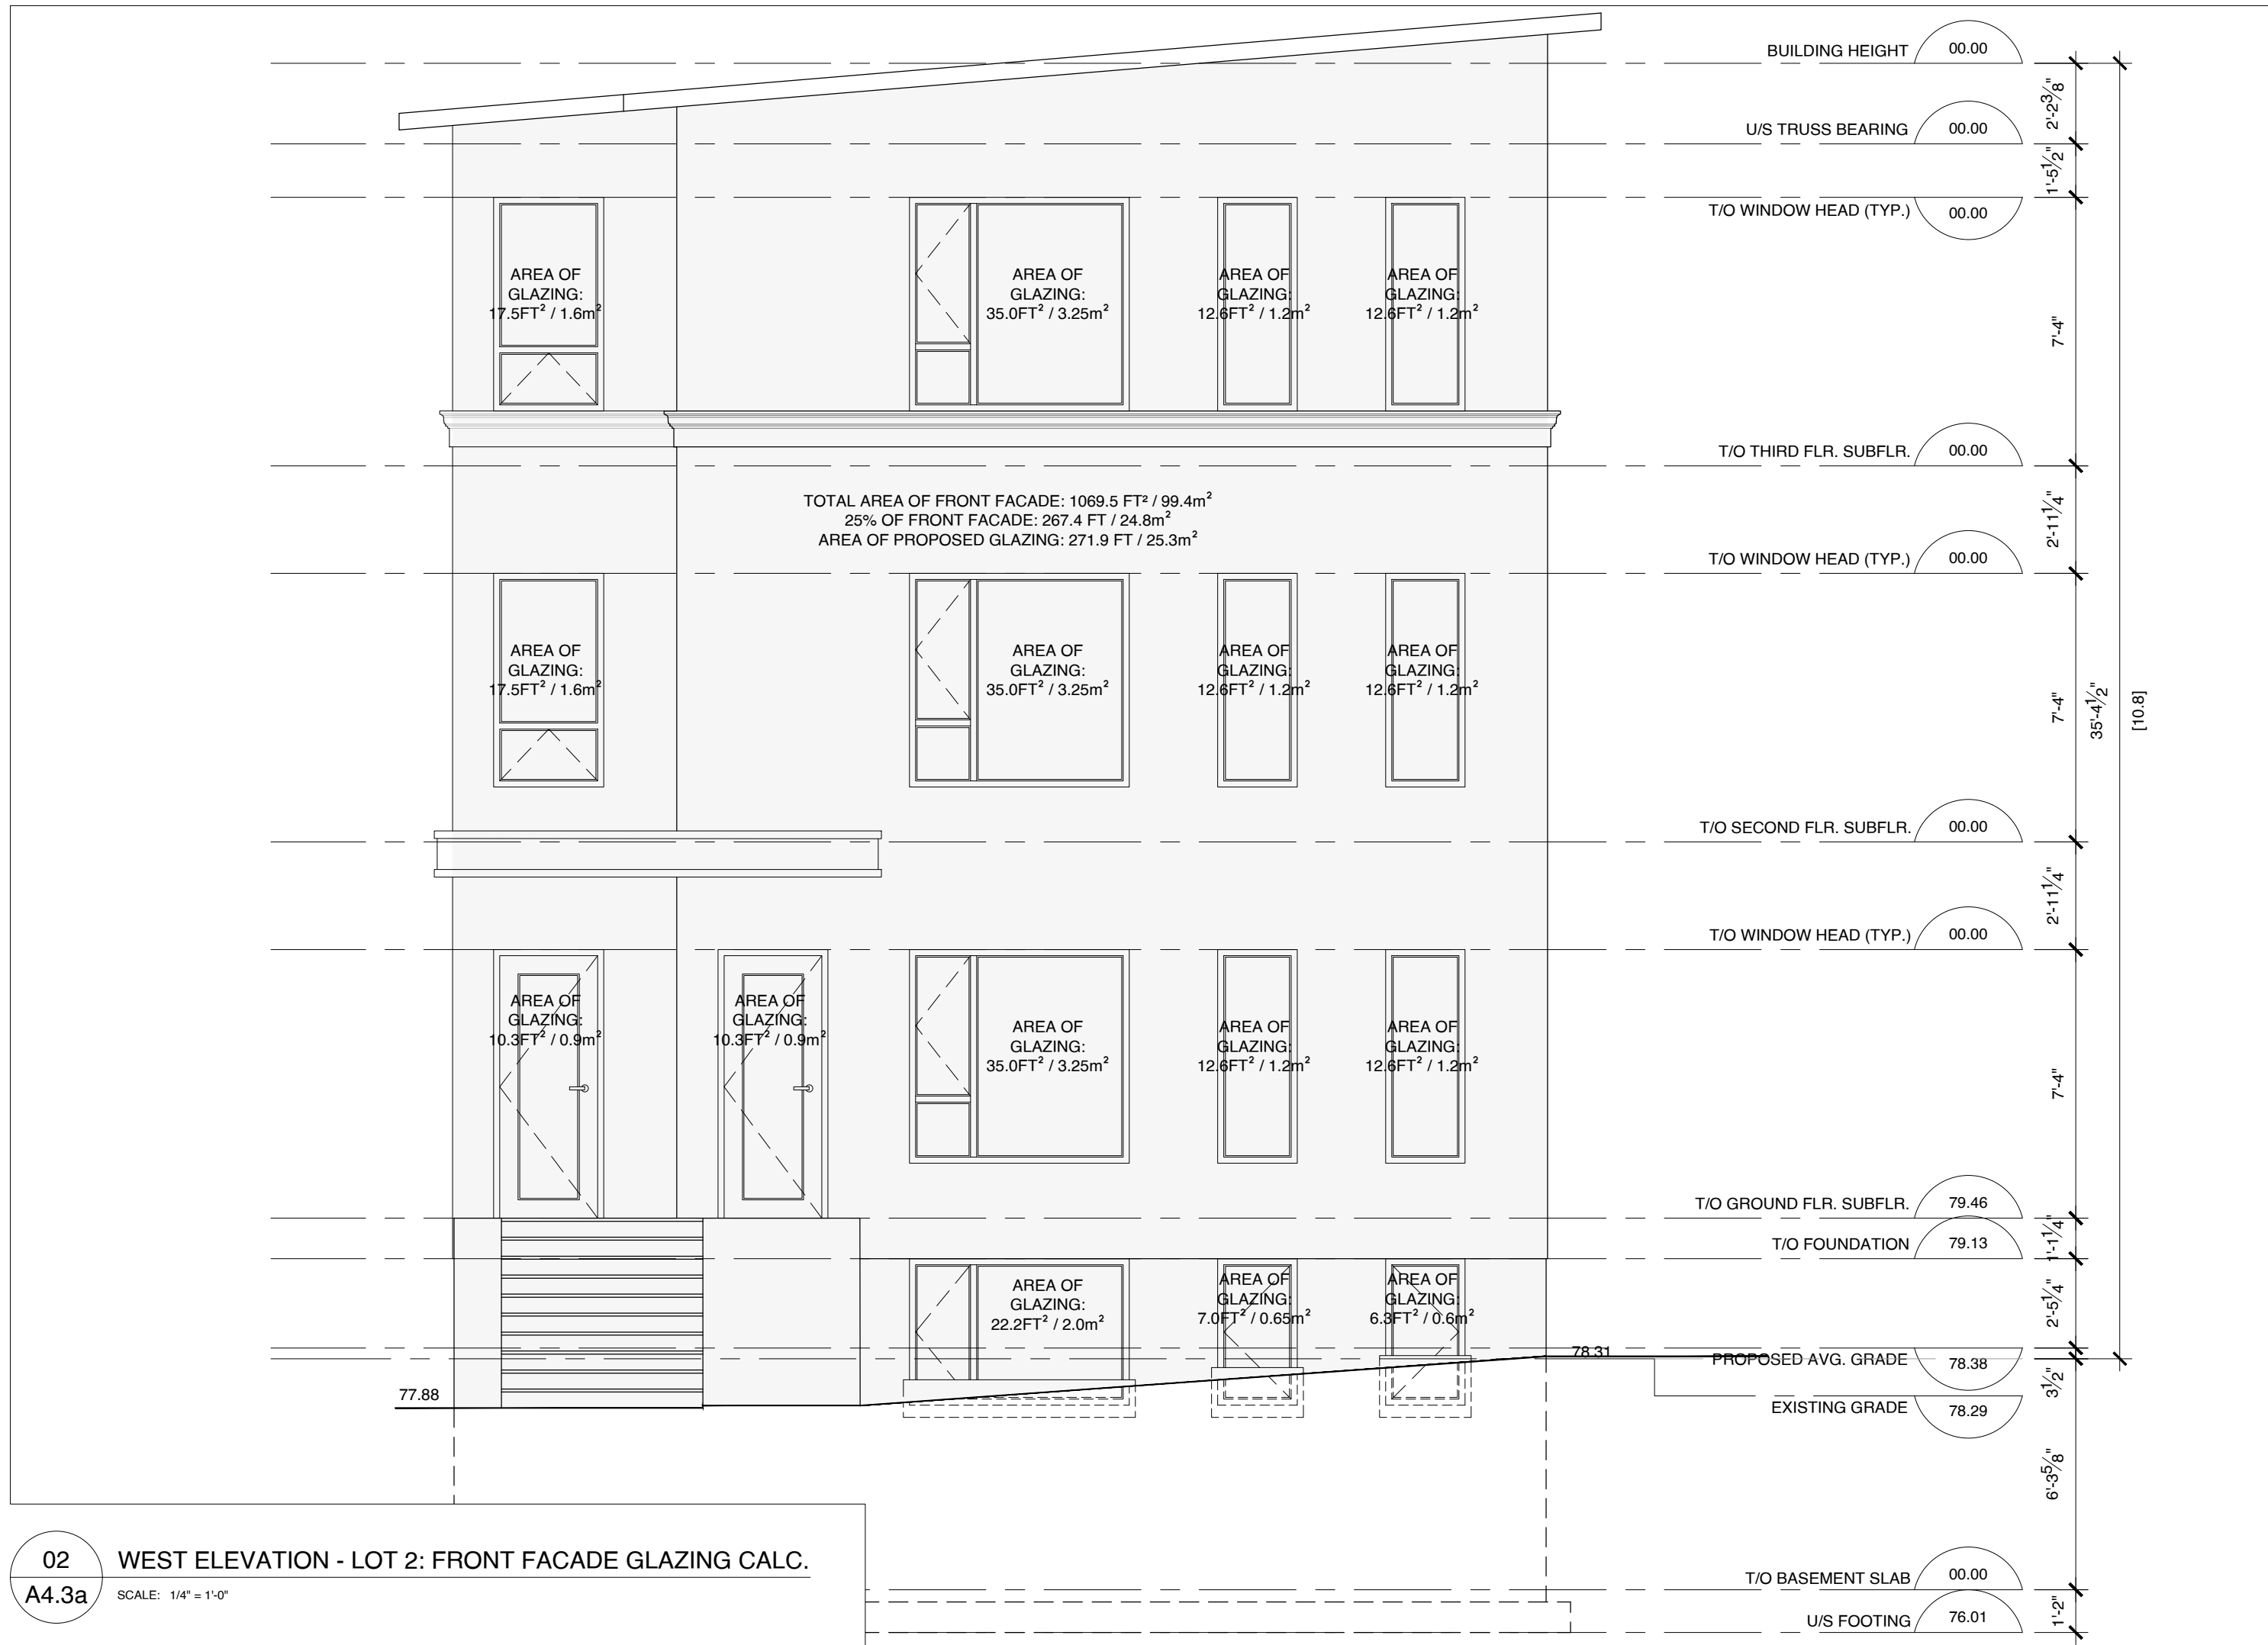 BUILDING HEIGHT 00.00
2'-2 3/8"
U/S TRUSS BEARING 00.00
1'-5 1/2"
T/O WINDOW HEAD (TYP.) 00.00
AREA OF
GLAZING:
17.5FT² / 1.6m²
AREA OF
GLAZING:
35.0FT² / 3.25m²
AREA OF
GLAZING:
12.6FT² / 1.2m²
AREA OF
GLAZING:
12.6FT² / 1.2m²
7'-4"
T/O THIRD FLR. SUBFLR. 00.00
TOTAL AREA OF FRONT FACADE: 1069.5 FT² / 99.4m²
25% OF FRONT FACADE: 267.4 FT / 24.8m²
AREA OF PROPOSED GLAZING: 271.9 FT / 25.3m²
2'-11 1/4"
T/O WINDOW HEAD (TYP.) 00.00
AREA OF
GLAZING:
17.5FT² / 1.6m²
AREA OF
GLAZING:
35.0FT² / 3.25m²
AREA OF
GLAZING:
12.6FT² / 1.2m²
AREA OF
GLAZING:
12.6FT² / 1.2m²
7'-4"
35'-4 1/2"
[10.8]
T/O SECOND FLR. SUBFLR. 00.00
2'-11 1/4"
T/O WINDOW HEAD (TYP.) 00.00
AREA OF
GLAZING:
10.3FT² / 0.9m²
AREA OF
GLAZING:
10.3FT² / 0.9m²
AREA OF
GLAZING:
35.0FT² / 3.25m²
AREA OF
GLAZING:
12.6FT² / 1.2m²
AREA OF
GLAZING:
12.6FT² / 1.2m²
7'-4"
T/O GROUND FLR. SUBFLR. 79.46
1'-1 1/4"
T/O FOUNDATION 79.13
AREA OF
GLAZING:
22.2FT² / 2.0m²
AREA OF
GLAZING:
7.0FT² / 0.65m²
AREA OF
GLAZING:
6.3FT² / 0.6m²
2'-5 1/4"
78.31
PROPOSED AVG. GRADE 78.38
3 1/2"
77.88
EXISTING GRADE 78.29
6'-3 5/8"
02
A4.3a
WEST ELEVATION - LOT 2: FRONT FACADE GLAZING CALC.
SCALE: 1/4" = 1'-0"
T/O BASEMENT SLAB 00.00
1'-2"
U/S FOOTING 76.01